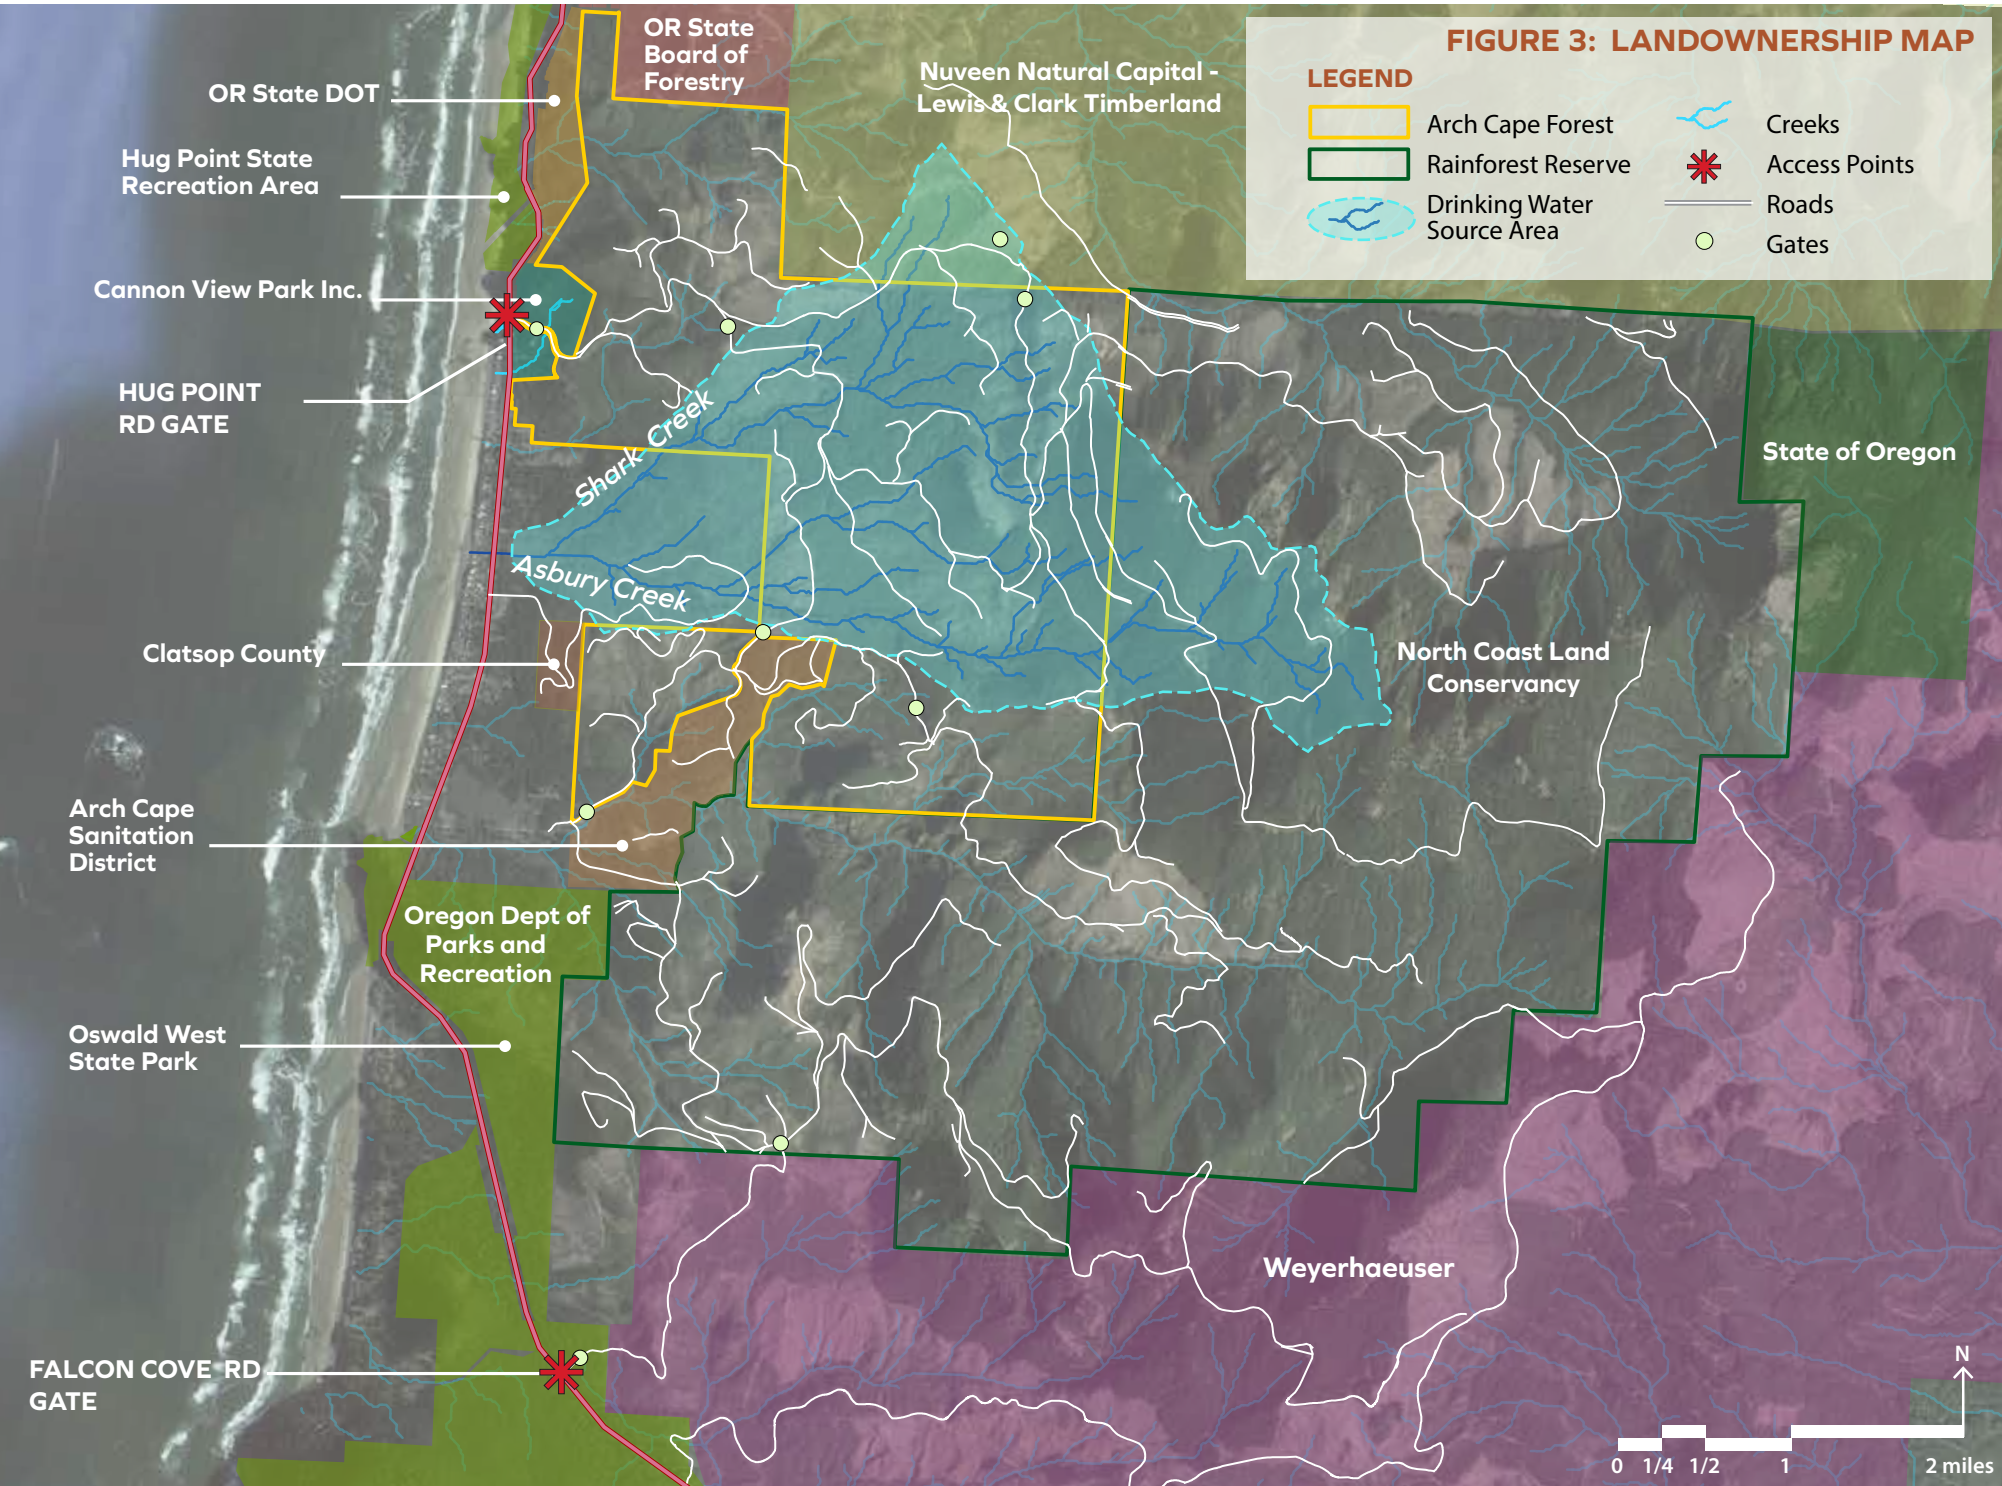 FIGURE 3: LANDOWNERSHIP MAP
LEGEND
Arch Cape Forest
Rainforest Reserve
Drinking Water
Source Area
Creeks
Access Points
Roads
Gates
OR State
Board of
Forestry
Nuveen Natural Capital -
Lewis & Clark Timberland
OR State DOT
Hug Point State
Recreation Area
Cannon View Park Inc.
HUG POINT
RD GATE
Shark Creek
Asbury Creek
State of Oregon
Clatsop County
North Coast Land
Conservancy
Arch Cape
Sanitation
District
Oregon Dept of
Parks and
Recreation
Oswald West
State Park
Weyerhaeuser
FALCON COVE RD
GATE
N
0 1/4 1/2 1 2 miles